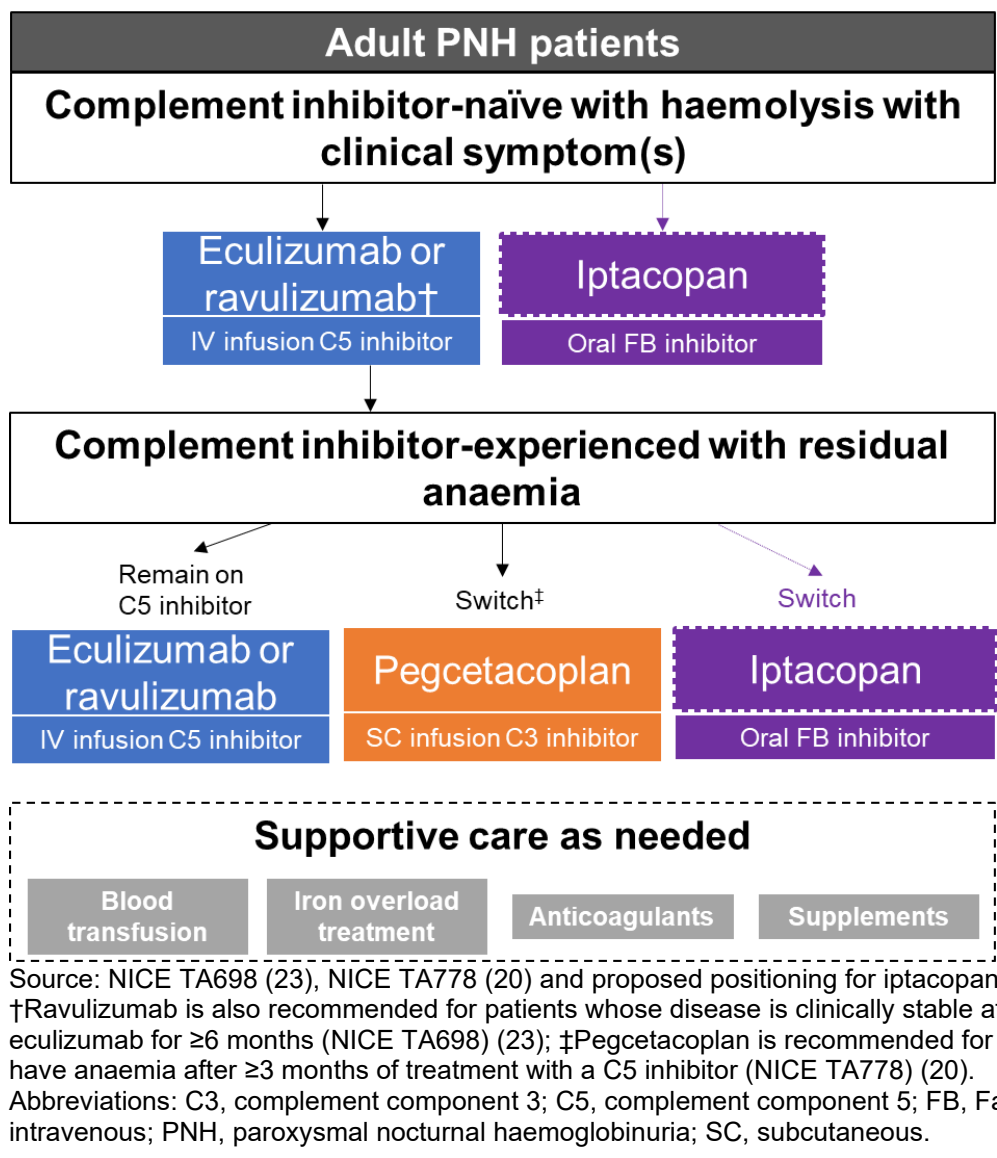 Adult PNH patients
Complement inhibitor-naïve with haemolysis with
clinical symptom(s)
Eculizumab or
ravulizumab†
IV infusion C5 inhibitor
Iptacopan
Oral FB inhibitor
Complement inhibitor-experienced with residual
anaemia
Remain on
C5 inhibitor
Switch‡
Switch
Eculizumab or
ravulizumab
IV infusion C5 inhibitor
Pegcetacoplan
SC infusion C3 inhibitor
Iptacopan
Oral FB inhibitor
Supportive care as needed
Blood
transfusion
Iron overload
treatment
Anticoagulants
Supplements
Source: NICE TA698 (23), NICE TA778 (20) and proposed positioning for iptacopan
†Ravulizumab is also recommended for patients whose disease is clinically stable
eculizumab for ≥6 months (NICE TA698) (23); ‡Pegcetacoplan is recommended for
have anaemia after ≥3 months of treatment with a C5 inhibitor (NICE TA778) (20).
Abbreviations: C3, complement component 3; C5, complement component 5; FB,
intravenous; PNH, paroxysmal nocturnal haemoglobinuria; SC, subcutaneous.